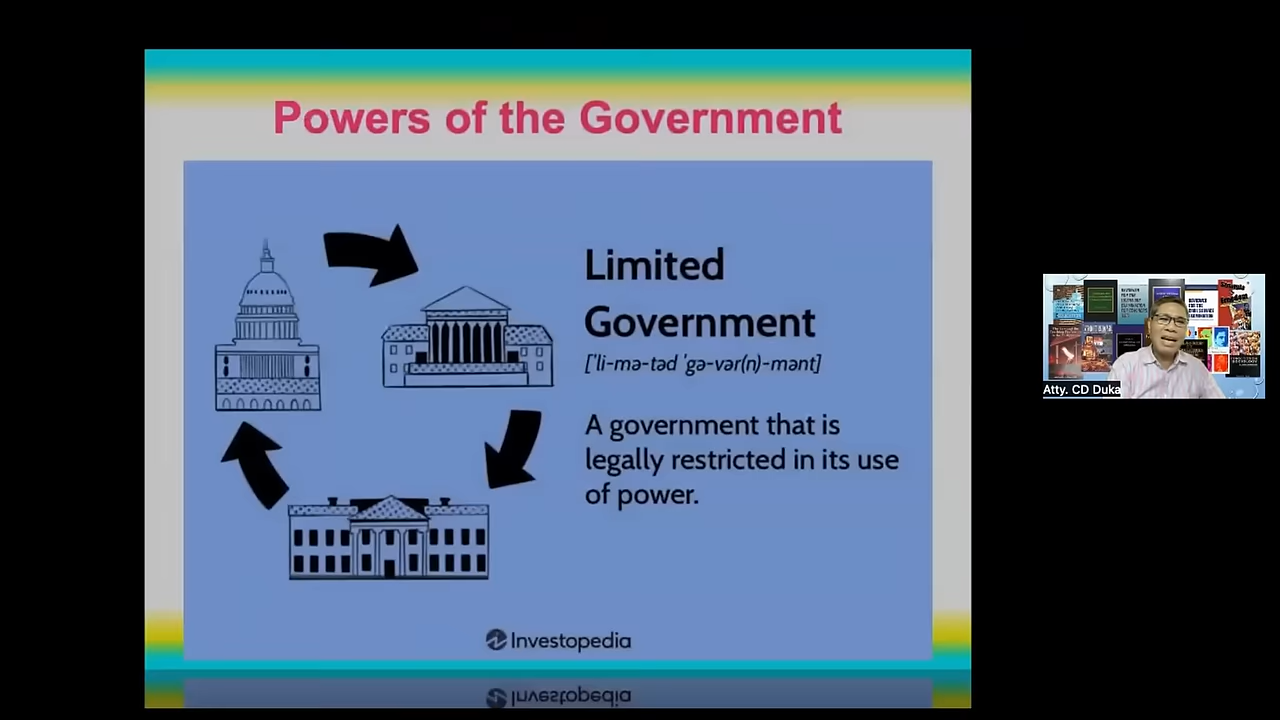 Powers of the Government
Limited
Government
['li-mə-təd 'gə-vər(n)-mənt]
A government that is
legally restricted in its use
of power.
Investopedia
Investopedia
Atty. CD Duka